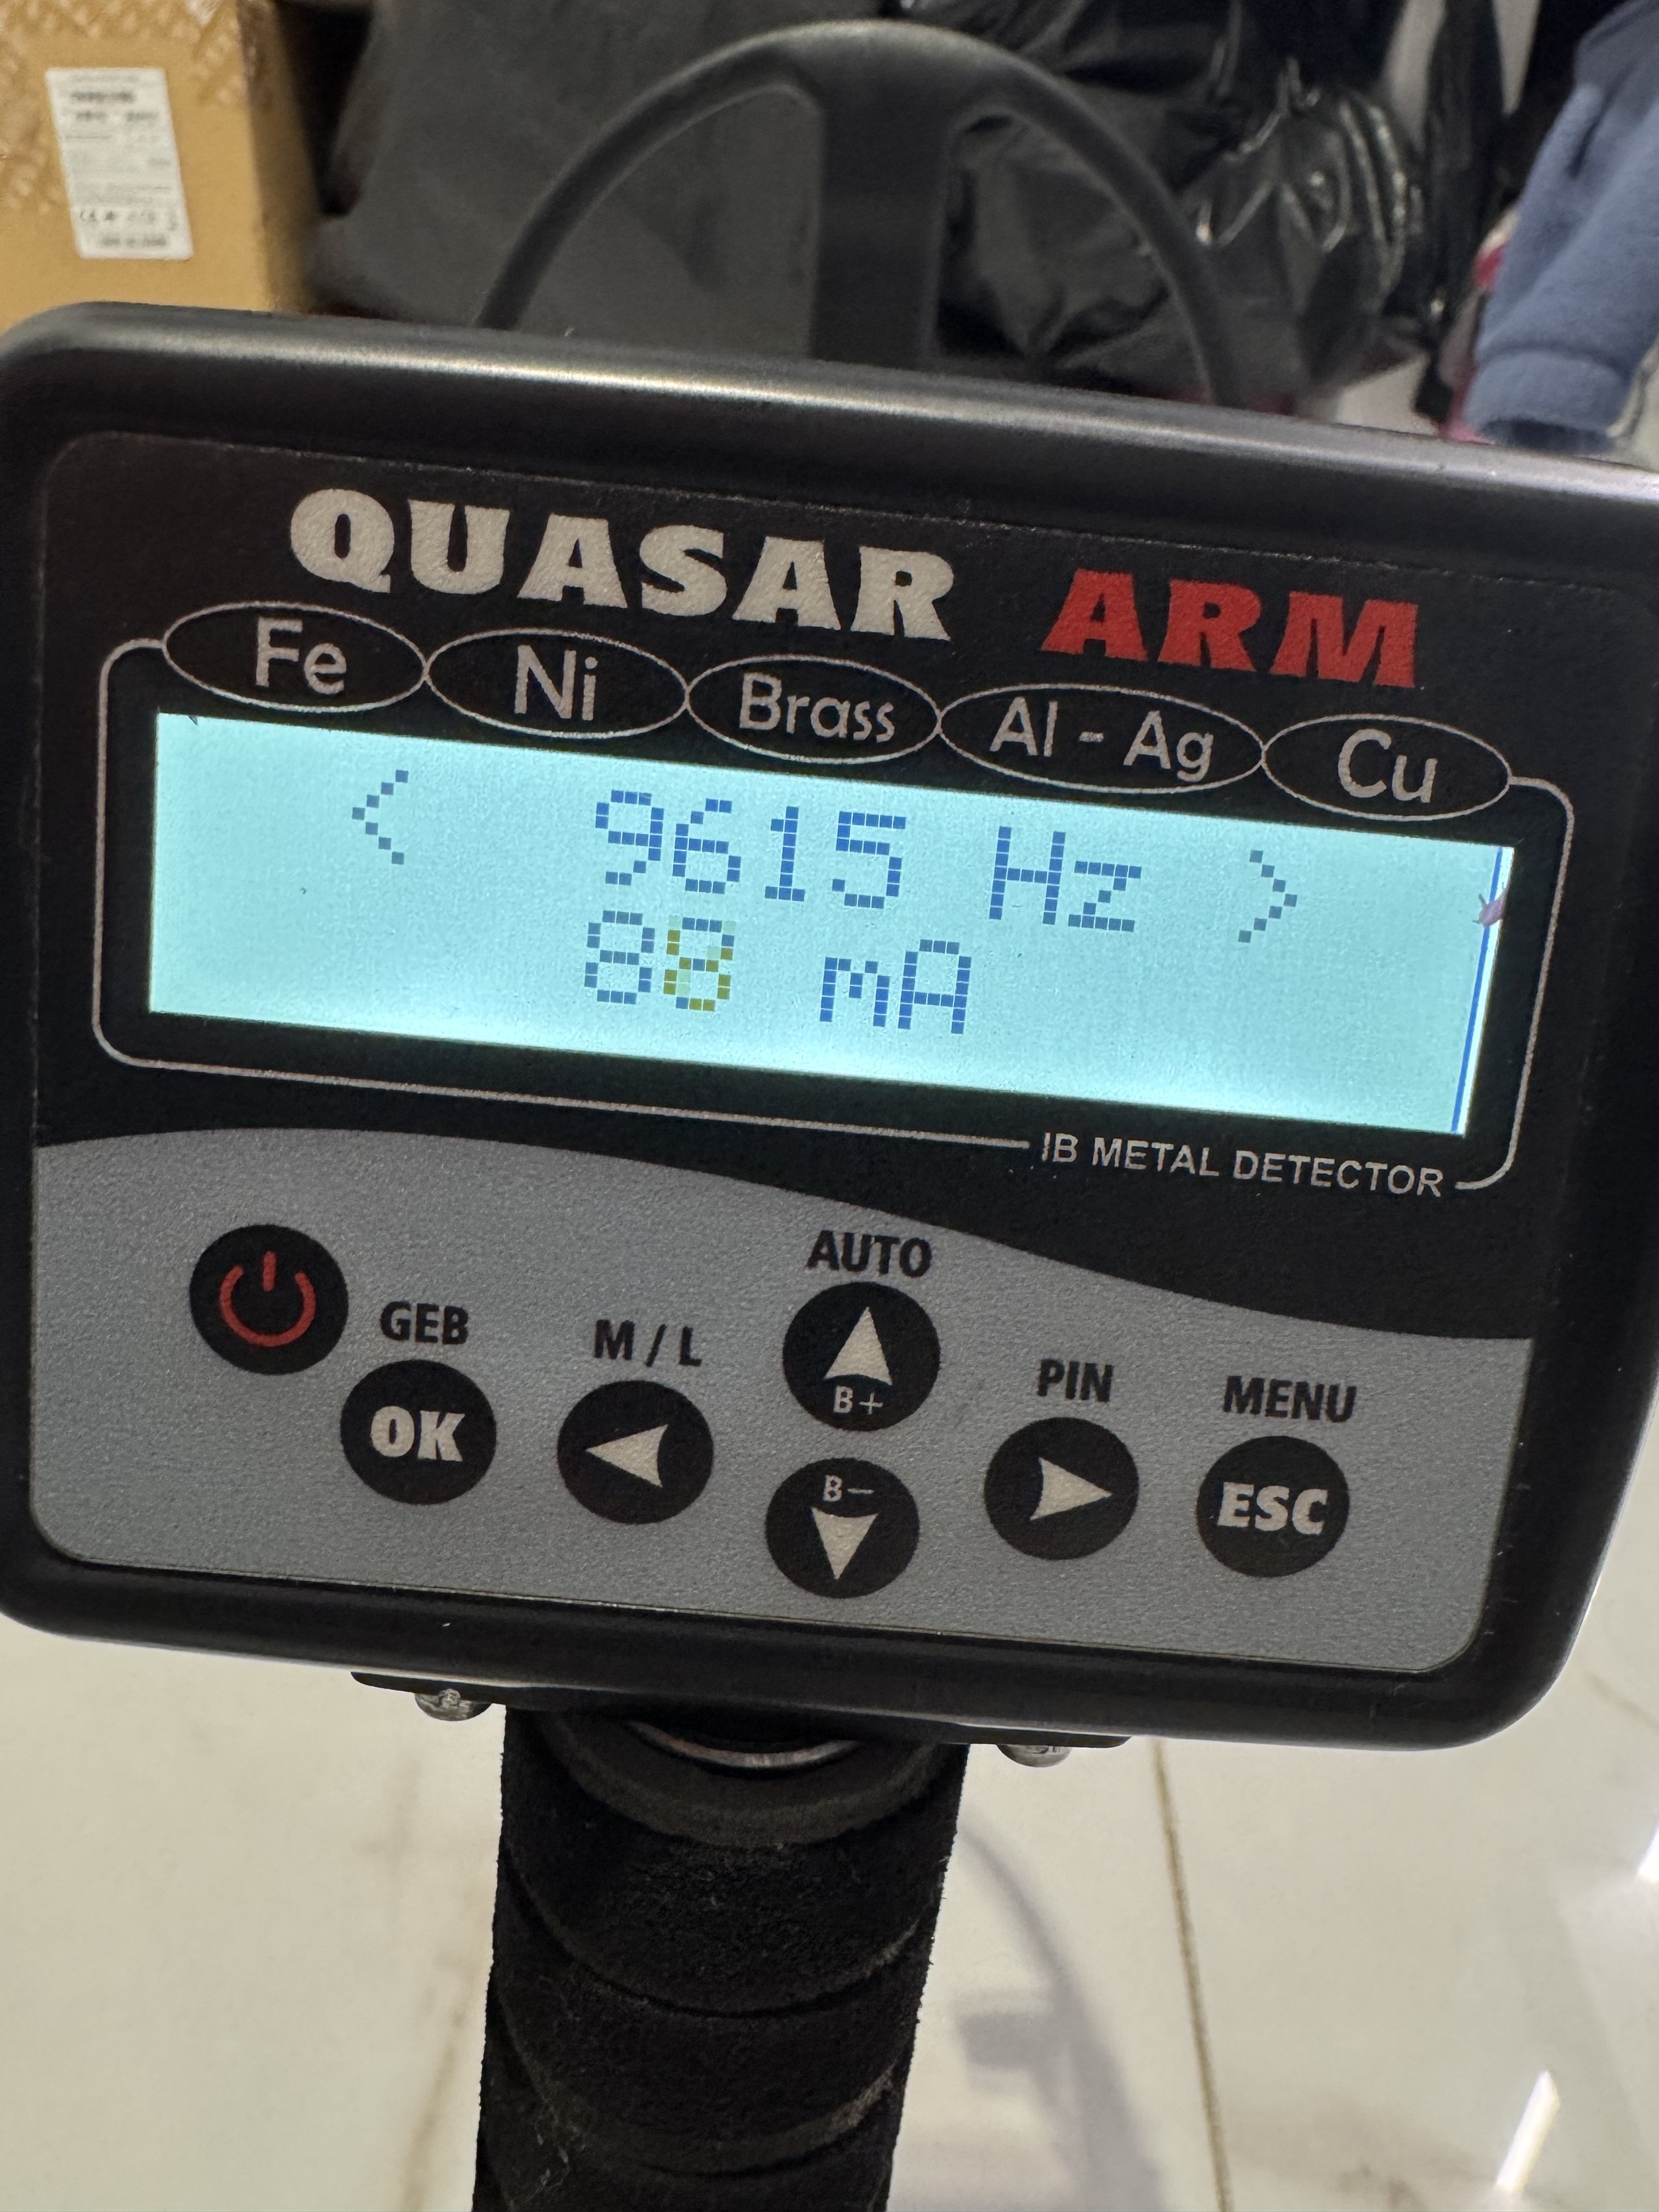 QUASAR ARM
Fe Ni Brass Al - Ag Cu
< 9615 Hz >
88 mA
IB METAL DETECTOR
AUTO
GEB M / L PIN MENU
B+
OK B− ESC